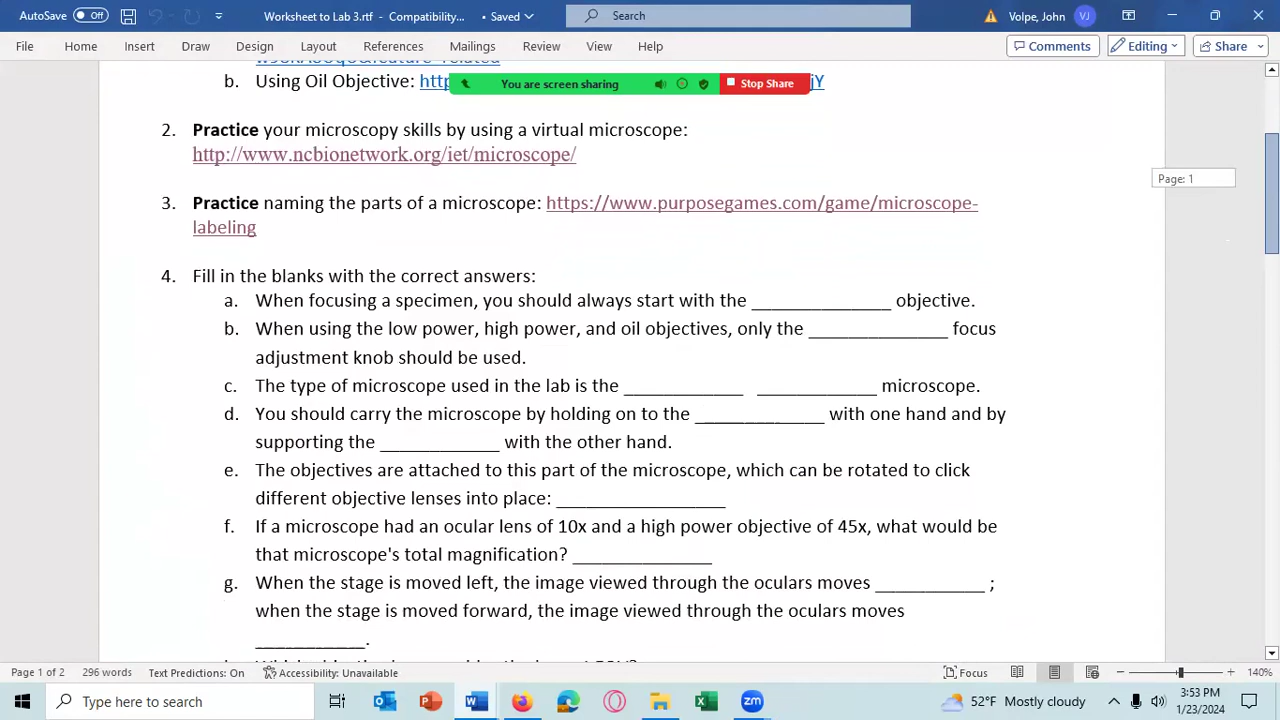 AutoSave Off Worksheet to Lab 3.rtf - Compatibility... • Saved Search Volpe, John VJ
File Home Insert Draw Design Layout References Mailings Review View Help Comments Editing Share
b. Using Oil Objective: http jY
You are screen sharing Stop Share
2. Practice your microscopy skills by using a virtual microscope:
http://www.ncbionetwork.org/iet/microscope/
Page: 1
3. Practice naming the parts of a microscope: https://www.purposegames.com/game/microscope-
labeling
4. Fill in the blanks with the correct answers:
a. When focusing a specimen, you should always start with the ______________ objective.
b. When using the low power, high power, and oil objectives, only the ______________ focus
adjustment knob should be used.
c. The type of microscope used in the lab is the ____________ ____________ microscope.
d. You should carry the microscope by holding on to the _____________ with one hand and by
supporting the ____________ with the other hand.
e. The objectives are attached to this part of the microscope, which can be rotated to click
different objective lenses into place: _________________
f. If a microscope had an ocular lens of 10x and a high power objective of 45x, what would be
that microscope's total magnification? ______________
g. When the stage is moved left, the image viewed through the oculars moves ___________ ;
when the stage is moved forward, the image viewed through the oculars moves
___________.
Page 1 of 2 296 words Text Predictions: On Accessibility: Unavailable Focus 140%
Type here to search 52°F Mostly cloudy 3:53 PM
1/23/2024